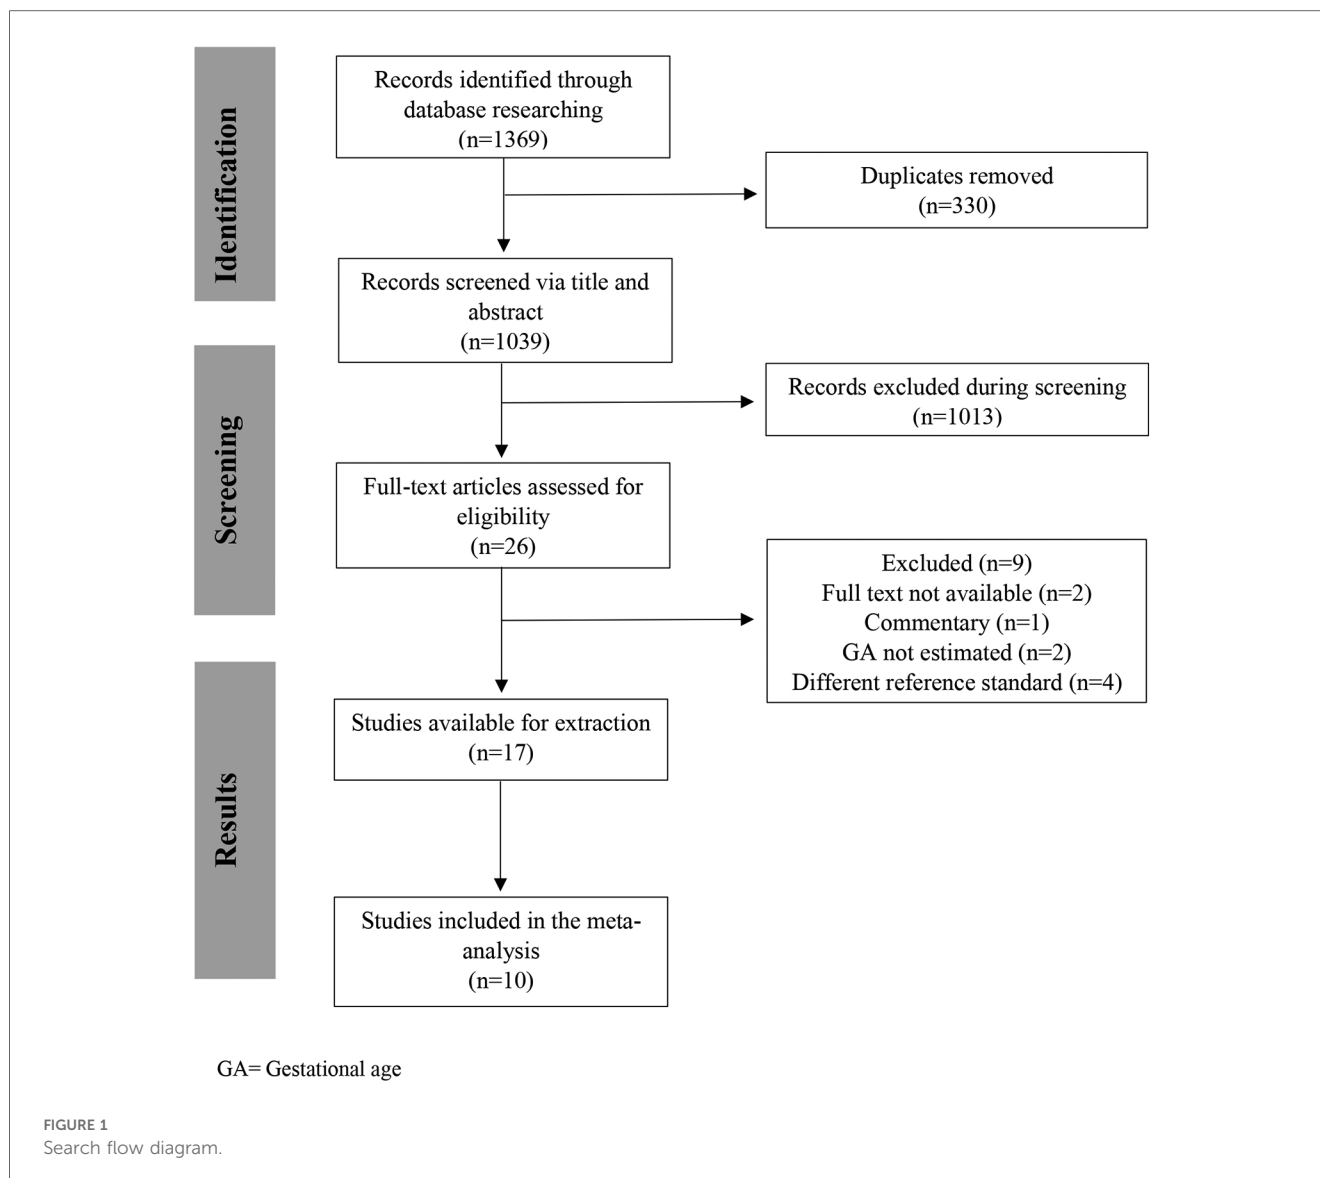 Identification
Records identified through
database researching
(n=1369)
Duplicates removed
(n=330)
Records screened via title and
abstract
(n=1039)
Screening
Records excluded during screening
(n=1013)
Full-text articles assessed for
eligibility
(n=26)
Excluded (n=9)
Full text not available (n=2)
Commentary (n=1)
GA not estimated (n=2)
Different reference standard (n=4)
Results
Studies available for extraction
(n=17)
Studies included in the meta-
analysis
(n=10)
GA= Gestational age
FIGURE 1
Search flow diagram.